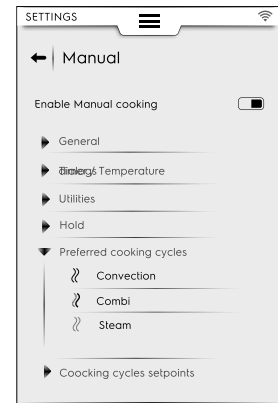 SETTINGS
Manual
Enable Manual cooking
General
Temperature
Utilities
Hold
Preferred cooking cycles
Convection
Combi
Steam
Coocking cycles setpoints